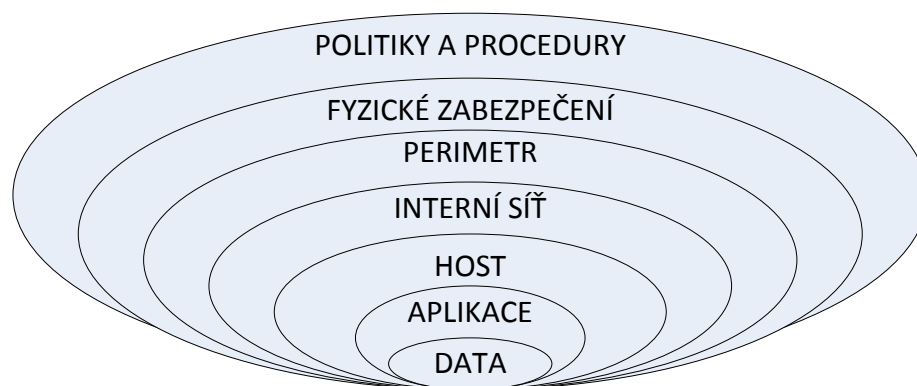 POLITIKY A PROCEDURY
FYZICKÉ ZABEZPEČENÍ
PERIMETR
INTERNÍ SÍŤ
HOST
APLIKACE
DATA